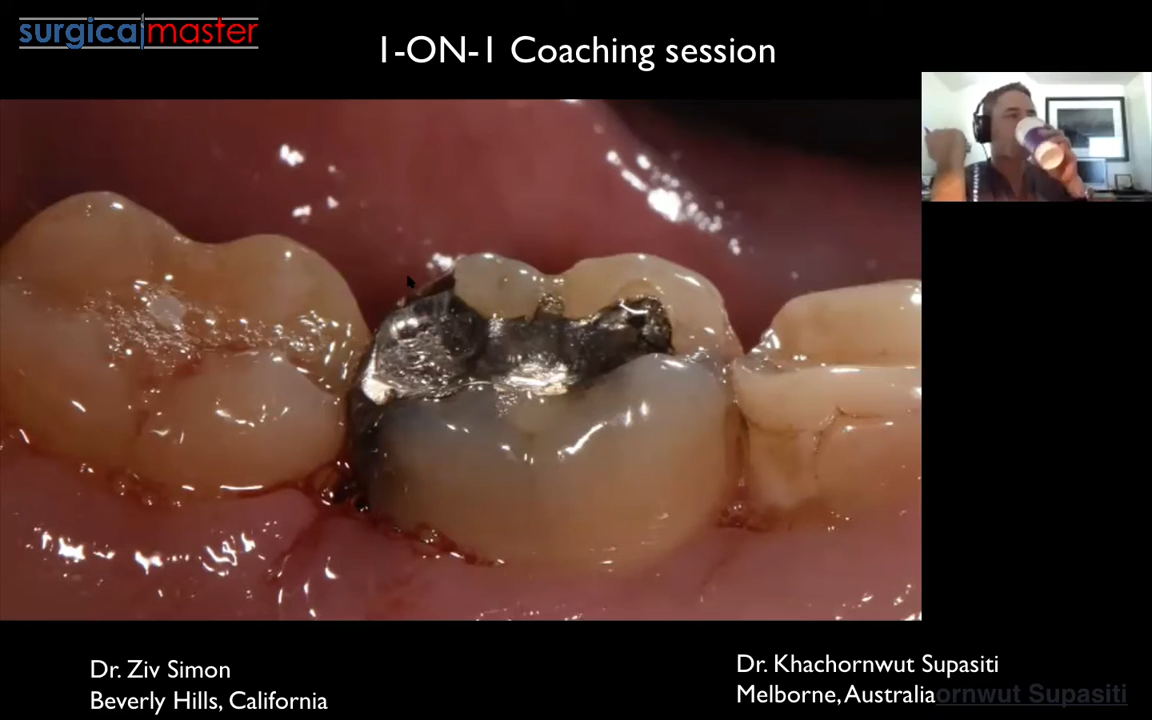 surgicalmaster
1-ON-1 Coaching session
Dr. Ziv Simon
Beverly Hills, California
Dr. Khachornwut Supasiti
Melborne, Australia
ornwut Supasiti